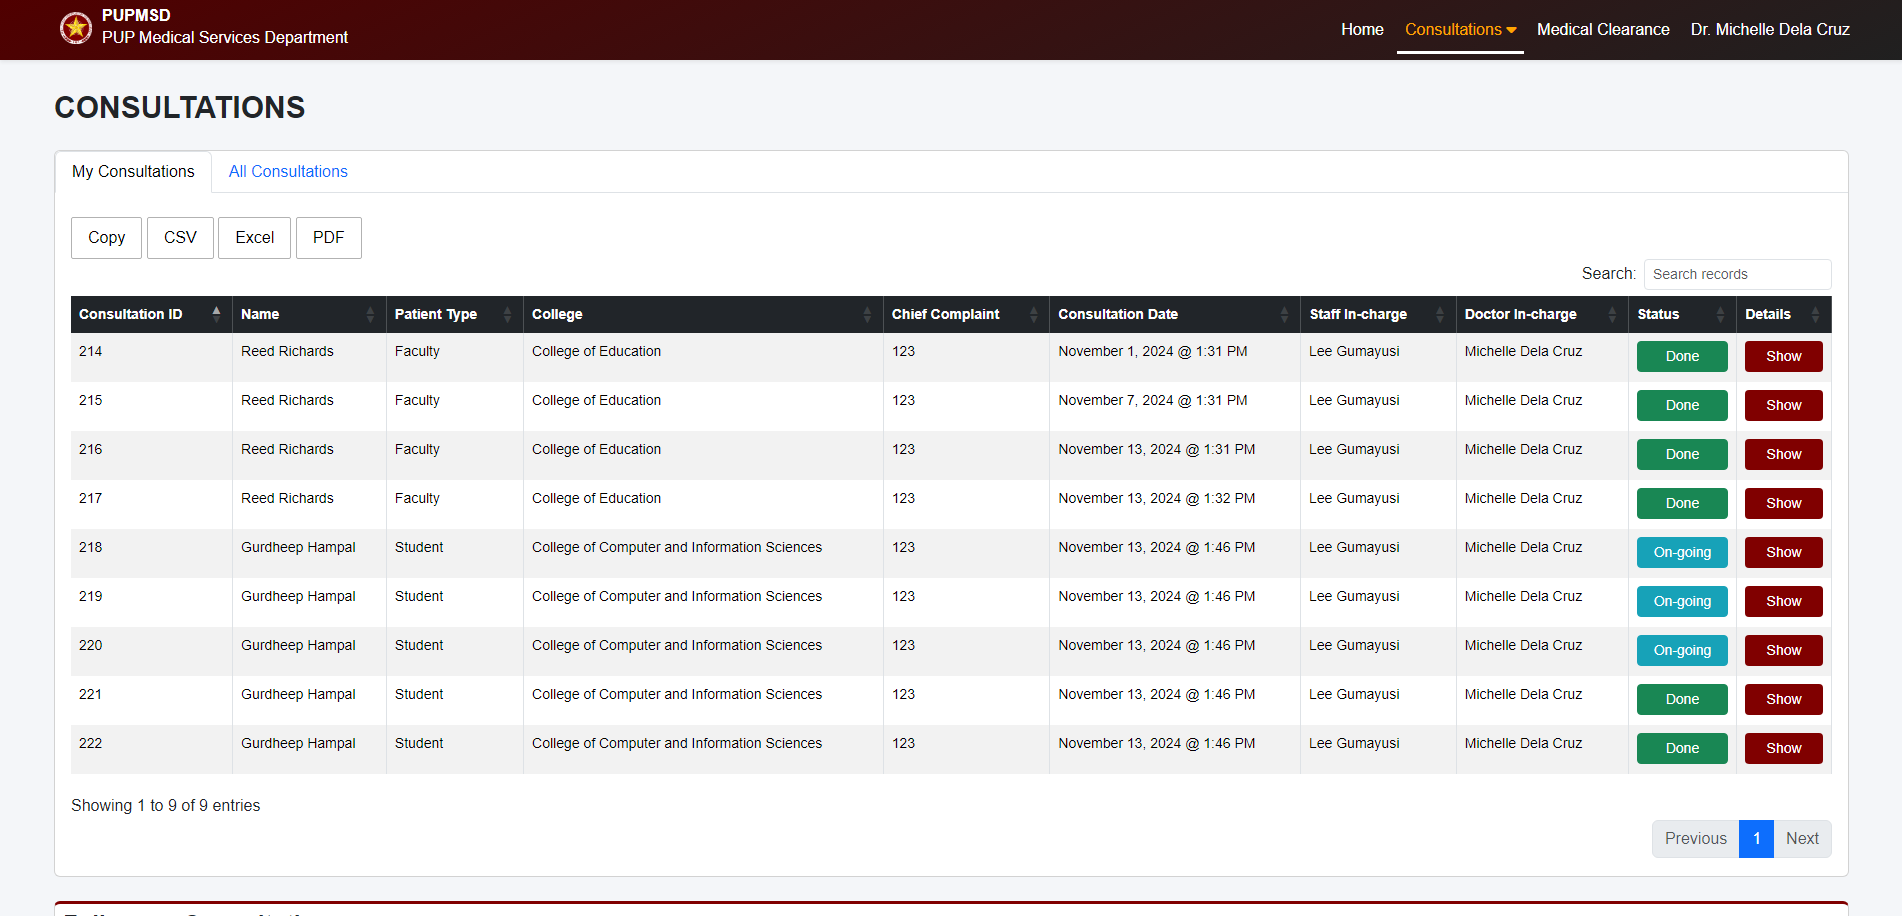 PUPMSD
PUP Medical Services Department
Home Consultations Medical Clearance Dr. Michelle Dela Cruz
CONSULTATIONS
My Consultations All Consultations
Copy CSV Excel PDF
Search: Search records
Consultation ID Name Patient Type College Chief Complaint Consultation Date Staff In-charge Doctor In-charge Status Details
214 Reed Richards Faculty College of Education 123 November 1, 2024 @ 1:31 PM Lee Gumayusi Michelle Dela Cruz Done Show
215 Reed Richards Faculty College of Education 123 November 7, 2024 @ 1:31 PM Lee Gumayusi Michelle Dela Cruz Done Show
216 Reed Richards Faculty College of Education 123 November 13, 2024 @ 1:31 PM Lee Gumayusi Michelle Dela Cruz Done Show
217 Reed Richards Faculty College of Education 123 November 13, 2024 @ 1:32 PM Lee Gumayusi Michelle Dela Cruz Done Show
218 Gurdheep Hampal Student College of Computer and Information Sciences 123 November 13, 2024 @ 1:46 PM Lee Gumayusi Michelle Dela Cruz On-going Show
219 Gurdheep Hampal Student College of Computer and Information Sciences 123 November 13, 2024 @ 1:46 PM Lee Gumayusi Michelle Dela Cruz On-going Show
220 Gurdheep Hampal Student College of Computer and Information Sciences 123 November 13, 2024 @ 1:46 PM Lee Gumayusi Michelle Dela Cruz On-going Show
221 Gurdheep Hampal Student College of Computer and Information Sciences 123 November 13, 2024 @ 1:46 PM Lee Gumayusi Michelle Dela Cruz Done Show
222 Gurdheep Hampal Student College of Computer and Information Sciences 123 November 13, 2024 @ 1:46 PM Lee Gumayusi Michelle Dela Cruz Done Show
Showing 1 to 9 of 9 entries
Previous 1 Next